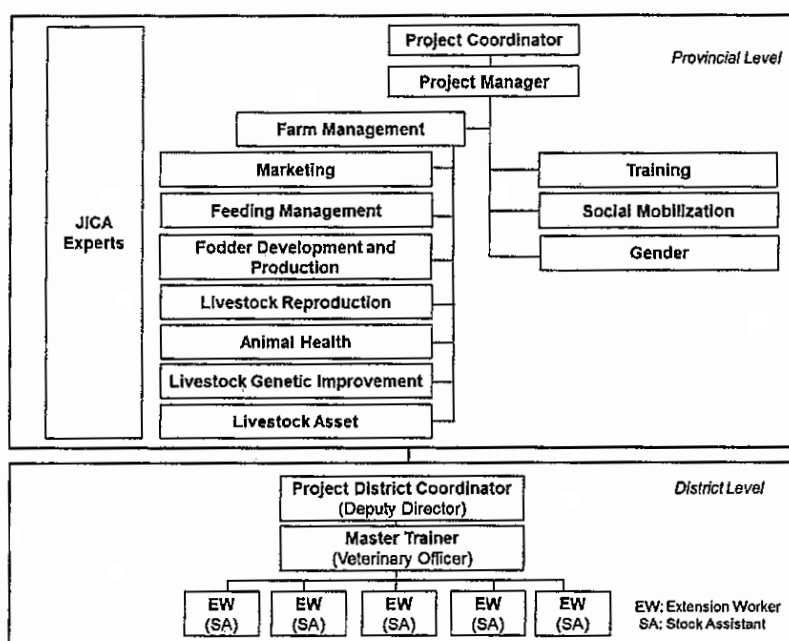 Project Coordinator
Provincial Level
Project Manager
Farm Management
Marketing
Feeding Management
Fodder Development and
Production
Livestock Reproduction
Animal Health
Livestock Genetic Improvement
Livestock Asset
JICA
Experts
Training
Social Mobilization
Gender
Project District Coordinator
(Deputy Director)
District Level
Master Trainer
(Veterinary Officer)
EW
(SA)
EW
(SA)
EW
(SA)
EW
(SA)
EW
(SA)
EW; Extension Worker
SA; Stock Assistant